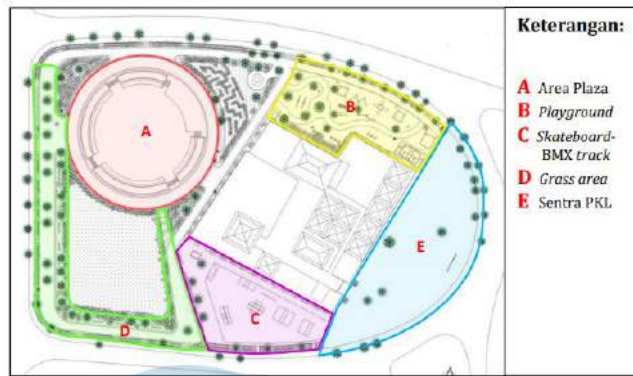 Keterangan:
A Area Plaza
B Playground
C Skateboard-
BMX track
D Grass area
E Sentra PKL
A
B
E
C
D